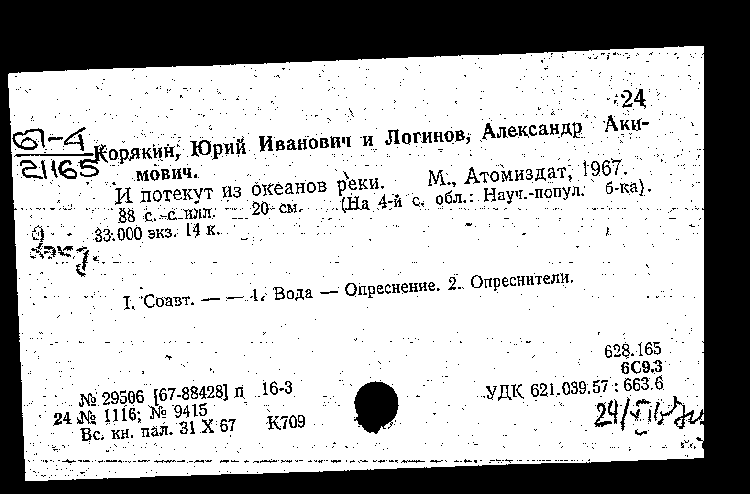 24
67-4
21165
Корякин, Юрий Иванович и Логинов, Александр Аки-
мович.
И потекут из океанов реки. М., Атомиздат, 1967.
88 с. с илл. 20 см. (На 4-й с. обл.: Науч.-попул. б-ка).
33.000 экз. 14 к.
I. Соавт. — — 1. Вода — Опреснение. 2. Опреснители.
628.165
6С9.3
№ 29506 [67-88428] п 16-3
УДК 621.039.57 : 663.6
24 № 1116; № 9415
Вс. кн. пал. 31 X 67 К709